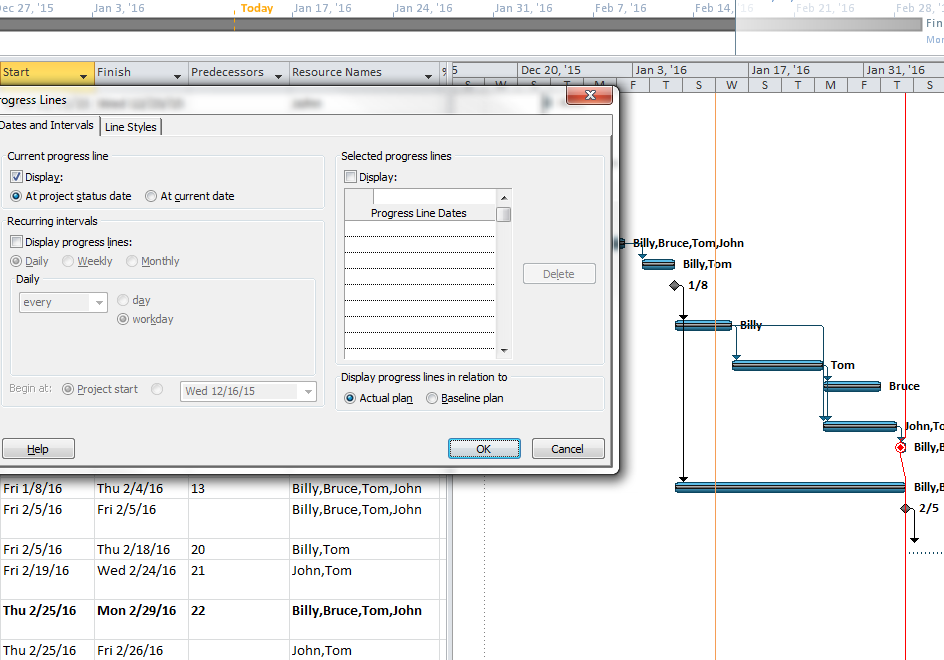 Dec 27, '15 Jan 3, '16 Today Jan 17, '16 Jan 24, '16 Jan 31, '16 Feb 7, '16 Feb 14, '16 Feb 21, '16 Feb 28, '
Fin
Mon
Start Finish Predecessors Resource Names % 5 Dec 20, '15 Jan 3, '16 Jan 17, '16 Jan 31, '16
F T S W S T M F T S
rogress Lines
Dates and Intervals Line Styles
Current progress line
Display:
At project status date At current date
Recurring intervals
Display progress lines:
Daily Weekly Monthly
Daily
every day
workday
Begin at: Project start Wed 12/16/15
Selected progress lines
Display:
Progress Line Dates
Delete
Display progress lines in relation to
Actual plan Baseline plan
Help OK Cancel
Billy,Bruce,Tom,John
Billy,Tom
1/8
Billy
Tom
Bruce
John,To
Billy,B
Billy,B
2/5
Fri 1/8/16 Thu 2/4/16 13 Billy,Bruce,Tom,John
Fri 2/5/16 Fri 2/5/16 Billy,Bruce,Tom,John
Fri 2/5/16 Thu 2/18/16 20 Billy,Tom
Fri 2/19/16 Wed 2/24/16 21 John,Tom
Thu 2/25/16 Mon 2/29/16 22 Billy,Bruce,Tom,John
Thu 2/25/16 Fri 2/26/16 John,Tom